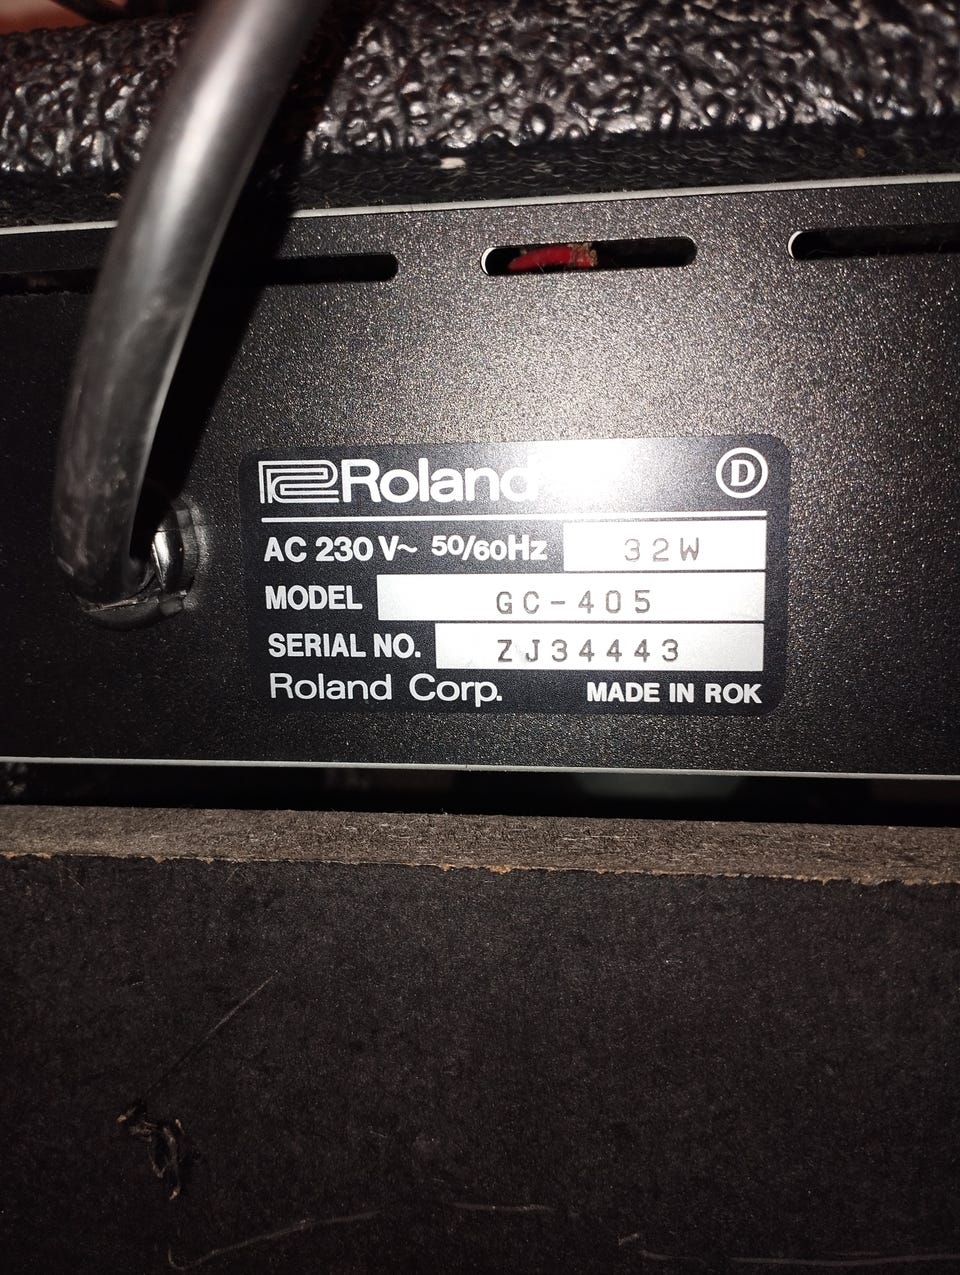 Roland
D
AC 230 V~ 50/60Hz 32W
MODEL GC-405
SERIAL NO. ZJ34443
Roland Corp. MADE IN ROK